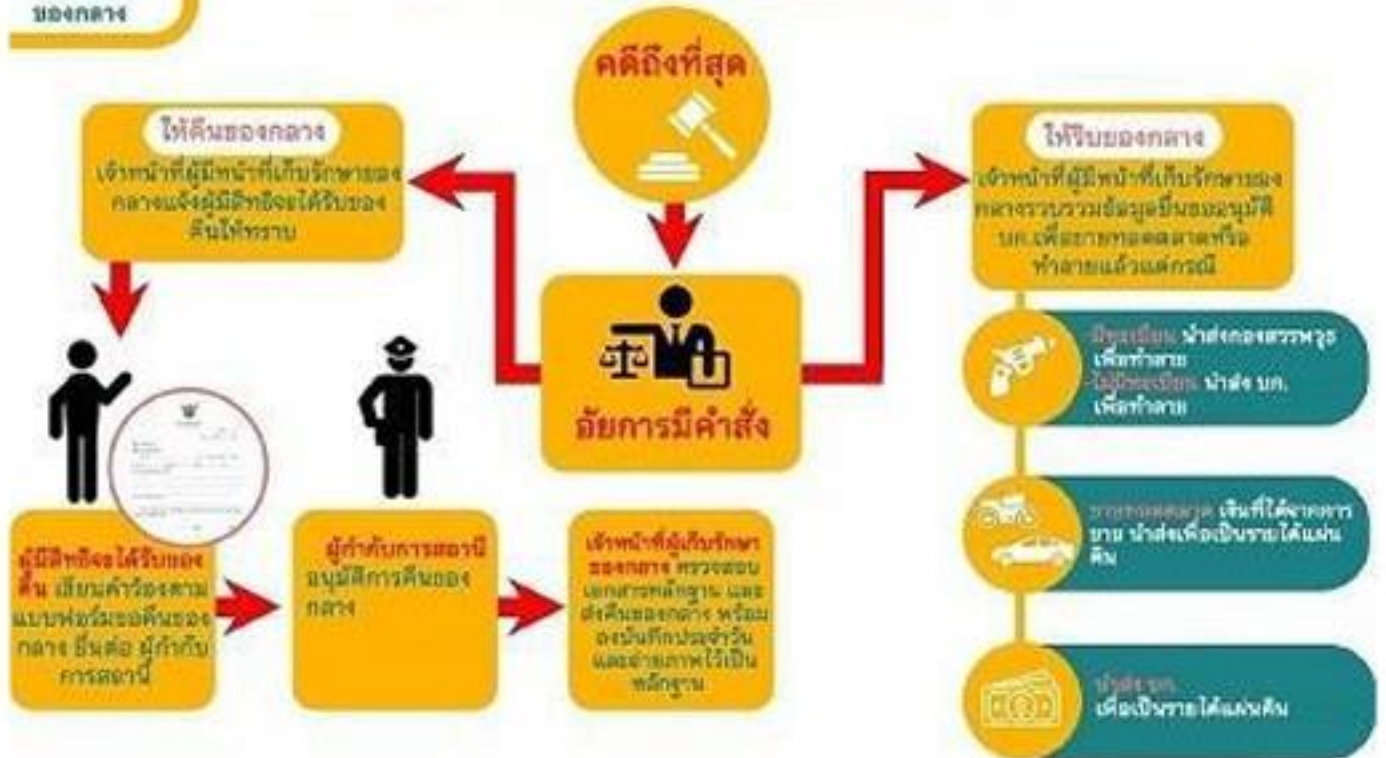 ของกลาง
คดีถึงที่สุด
ให้คืนของกลาง
เจ้าหน้าที่ผู้มีหน้าที่เก็บรักษาของ
กลางแจ้งผู้มีสิทธิจะได้รับของ
คืนให้ทราบ
ให้ริบของกลาง
เจ้าหน้าที่ผู้มีหน้าที่เก็บรักษาของ
กลางรวบรวมข้อมูลยื่นขออนุมัติ
บก.เพื่อขายทอดตลาดหรือ
ทำลายแล้วแต่กรณี
อัยการมีคำสั่ง
-มีทะเบียน นำส่งกองสรรพวุธ
เพื่อทำลาย
-ไม่มีทะเบียน นำส่ง บก.
เพื่อทำลาย
ขายทอดตลาด เงินที่ได้จากการ
ขาย นำส่งเพื่อเป็นรายได้แผ่น
ดิน
นำส่ง บก.
เพื่อเป็นรายได้แผ่นดิน
ผู้มีสิทธิจะได้รับของ
คืน เขียนคำร้องตาม
แบบฟอร์มขอคืนของ
กลาง ยื่นต่อ ผู้กำกับ
การสถานี
ผู้กำกับการสถานี
อนุมัติการคืนของ
กลาง
เจ้าหน้าที่ผู้เก็บรักษา
ของกลาง ตรวจสอบ
เอกสารหลักฐาน และ
ส่งคืนของกลาง พร้อม
ลงบันทึกประจำวัน
และถ่ายภาพไว้เป็น
หลักฐาน